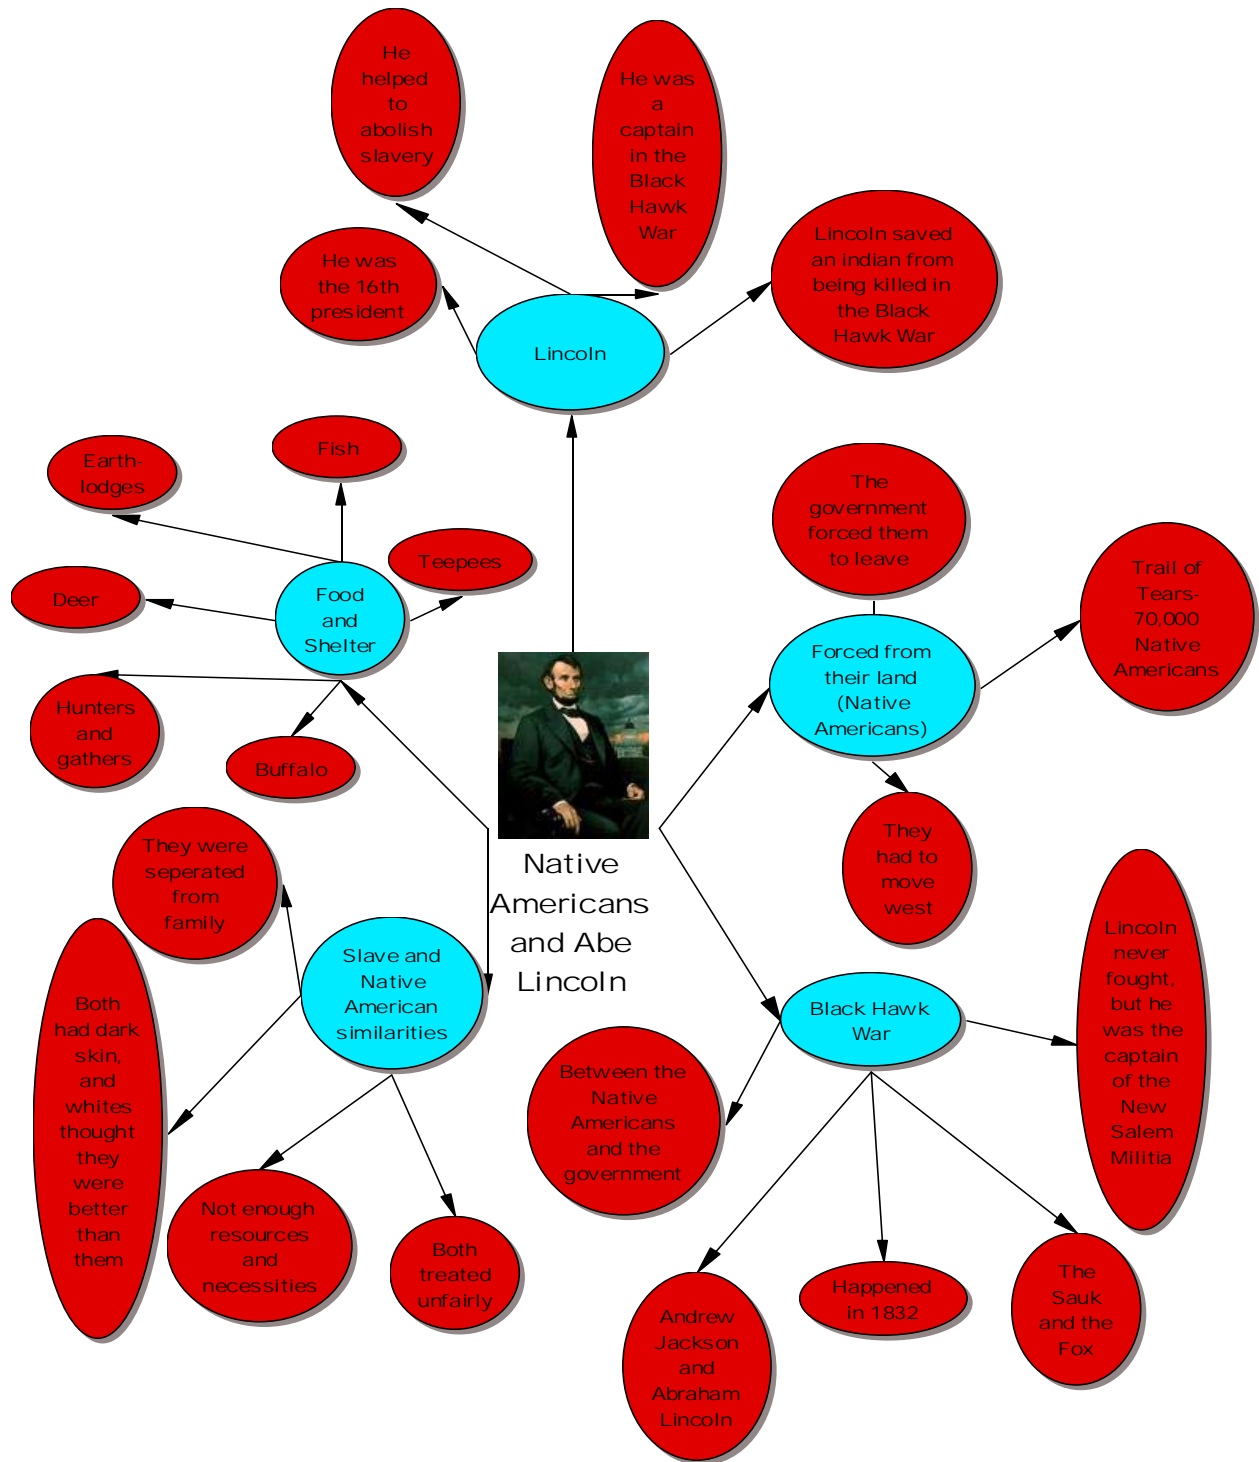 He
helped
to
abolish
slavery
He was
a
captain
in the
Black
Hawk
War
He was
the 16th
president
Lincoln saved
an indian from
being killed in
the Black
Hawk War
Lincoln
Earth-
lodges
Fish
Teepees
Deer
Food
and
Shelter
Hunters
and
gathers
Buffalo
The
government
forced them
to leave
Trail of
Tears-
70,000
Native
Americans
Forced from
their land
(Native
Americans)
They
had to
move
west
Native
Americans
and Abe
Lincoln
They were
seperated
from
family
Slave and
Native
American
similarities
Both
had dark
skin,
and
whites
thought
they
were
better
than
them
Not enough
resources
and
necessities
Both
treated
unfairly
Black Hawk
War
Lincoln
never
fought,
but he
was the
captain
of the
New
Salem
Militia
Between the
Native
Americans
and the
government
Andrew
Jackson
and
Abraham
Lincoln
Happened
in 1832
The
Sauk
and the
Fox